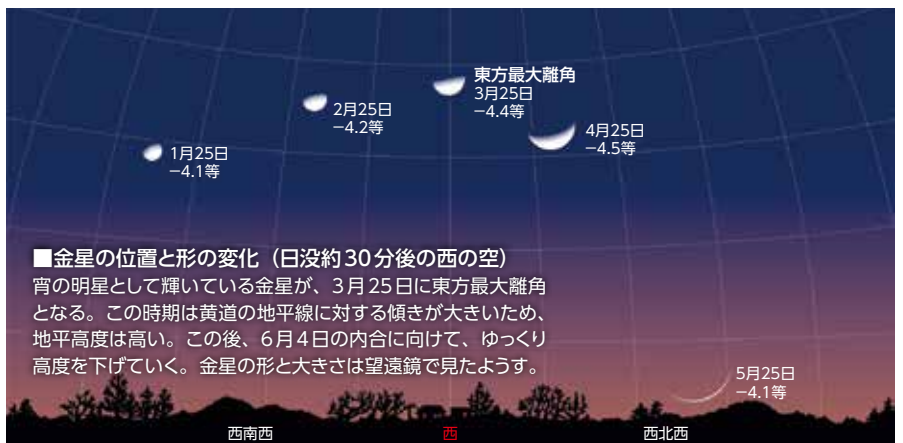 東方最大離角
3月25日
−4.4等
2月25日
−4.2等
4月25日
−4.5等
1月25日
−4.1等
■金星の位置と形の変化（日没約30分後の西の空）
宵の明星として輝いている金星が、3月25日に東方最大離角
となる。この時期は黄道の地平線に対する傾きが大きいため、
地平高度は高い。この後、6月4日の内合に向けて、ゆっくり
高度を下げていく。金星の形と大きさは望遠鏡で見たようす。
5月25日
−4.1等
西南西
西
西北西